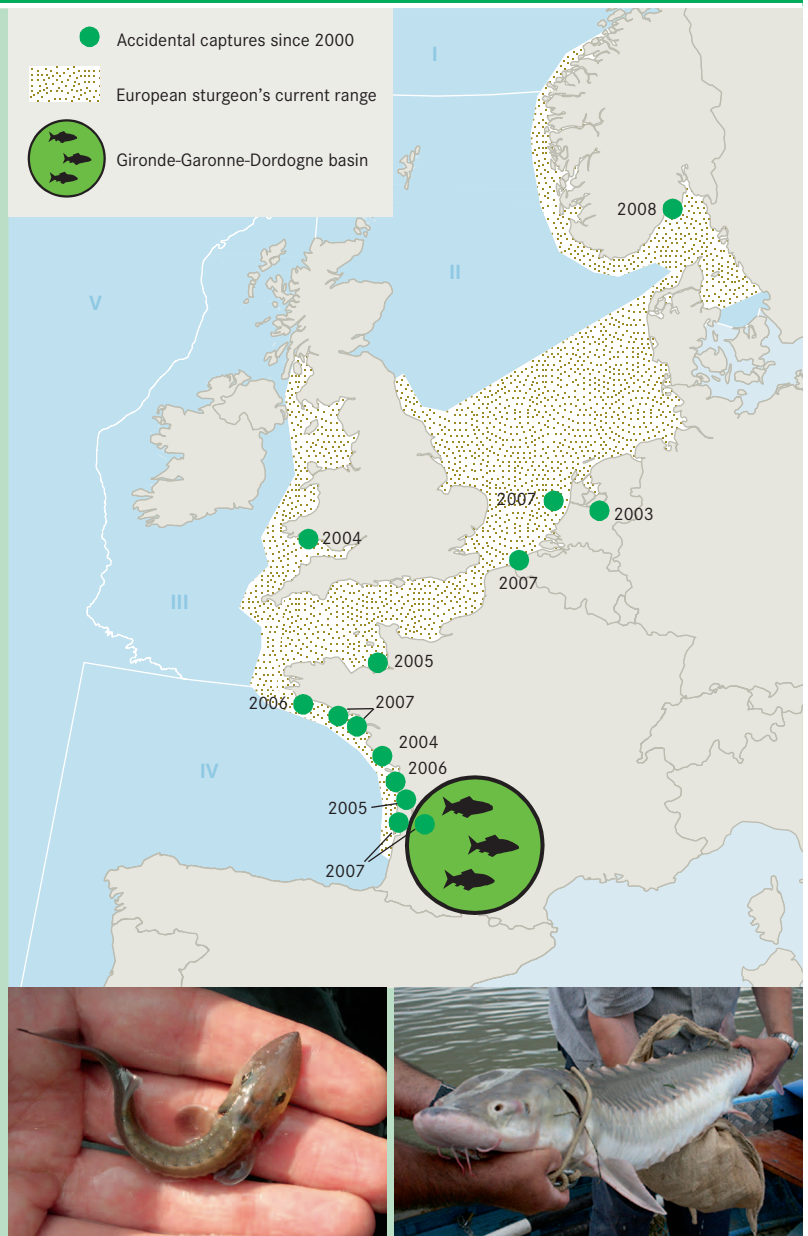 Accidental captures since 2000
European sturgeon's current range
Gironde-Garonne-Dordogne basin
I
2008
II
V
2007
2003
2004
2007
III
2005
2006
2007
2004
IV
2006
2005
2007